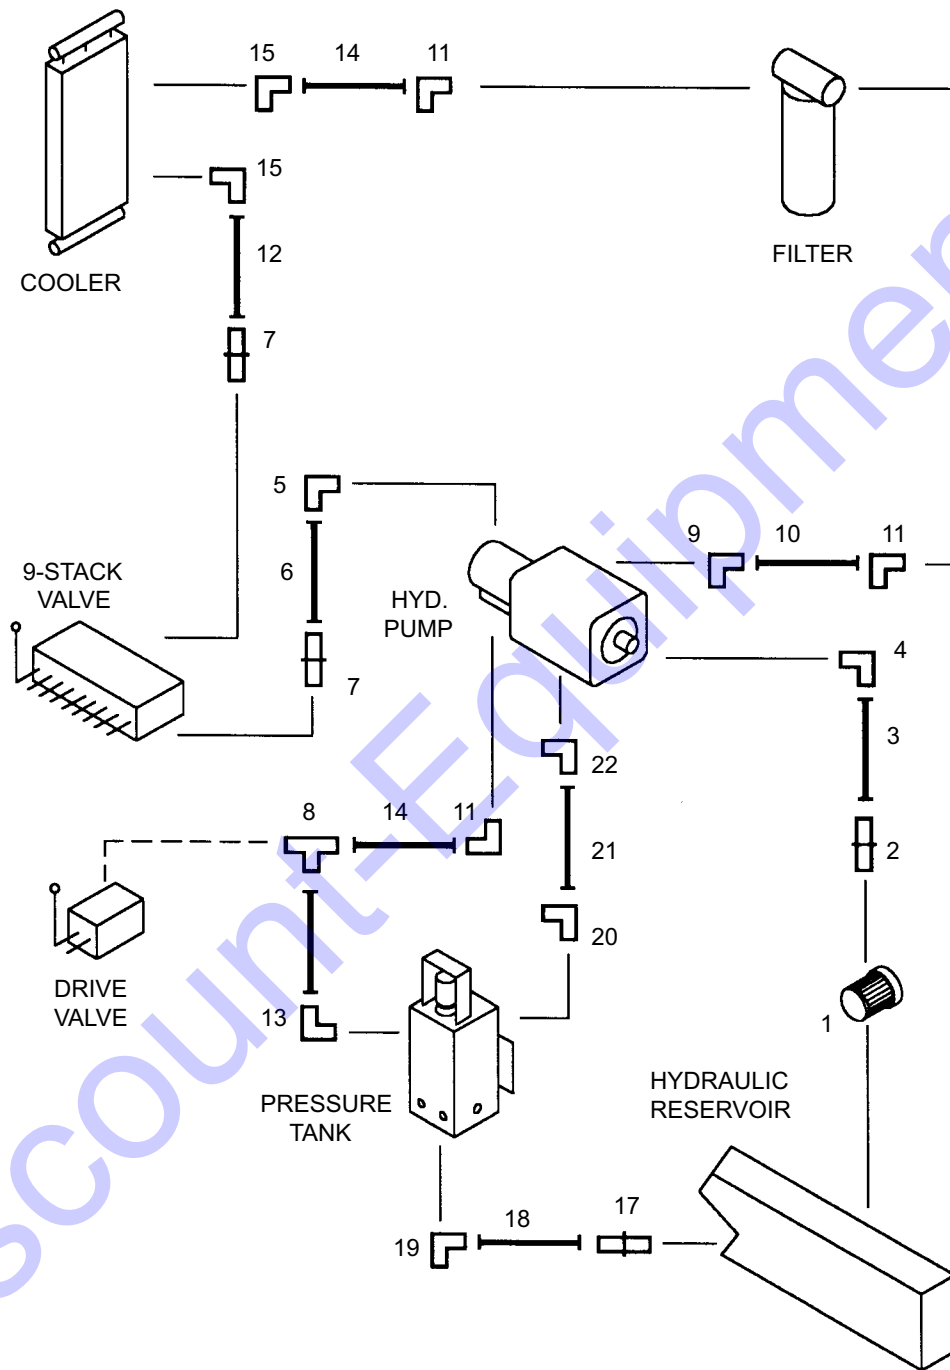 15
14
11
15
COOLER
12
FILTER
7
5
9
10
11
6
9-STACK
VALVE
HYD.
PUMP
4
7
3
22
8
14
11
21
2
20
DRIVE
VALVE
13
1
PRESSURE
TANK
HYDRAULIC
RESERVOIR
17
18
19
scount-Equipmen